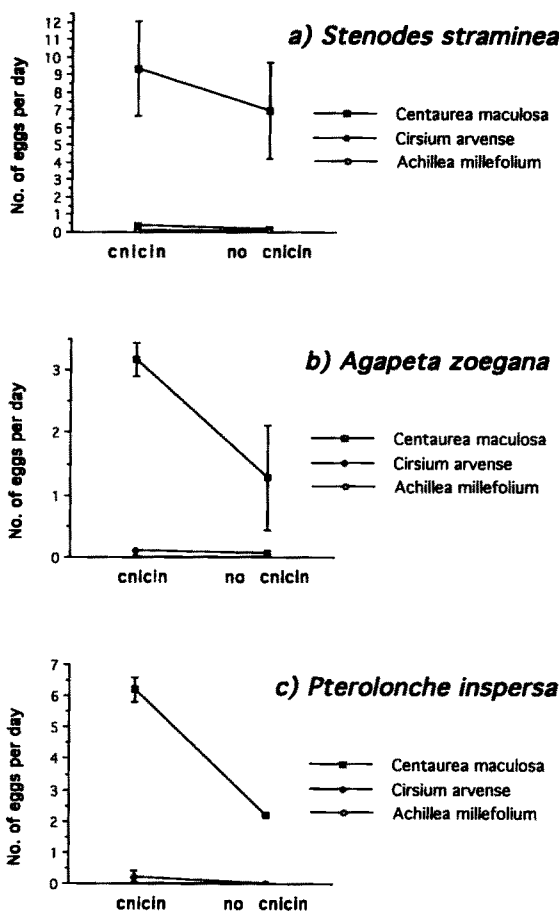 a) Stenodes straminea
No. of eggs per day
12
11
10
9
8
7
6
5
4
3
2
1
0
Centaurea maculosa
Cirsium arvense
Achillea millefolium
cnicin no cnicin
b) Agapeta zoegana
No. of eggs per day
3
2
1
0
Centaurea maculosa
Cirsium arvense
Achillea millefolium
cnicin no cnicin
c) Pterolonche inspersa
No. of eggs per day
7
6
5
4
3
2
1
0
Centaurea maculosa
Cirsium arvense
Achillea millefolium
cnicin no cnicin